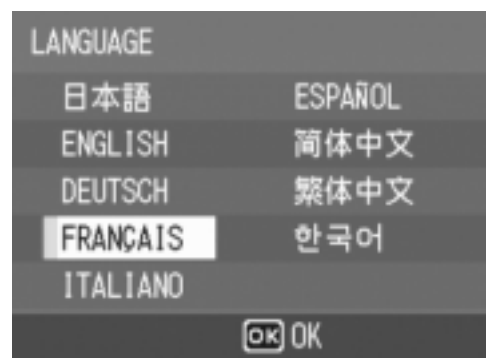 LANGUAGE
日本語 ESPAÑOL
ENGLISH 简体中文
DEUTSCH 繁体中文
FRANÇAIS 한국어
ITALIANO
OK OK